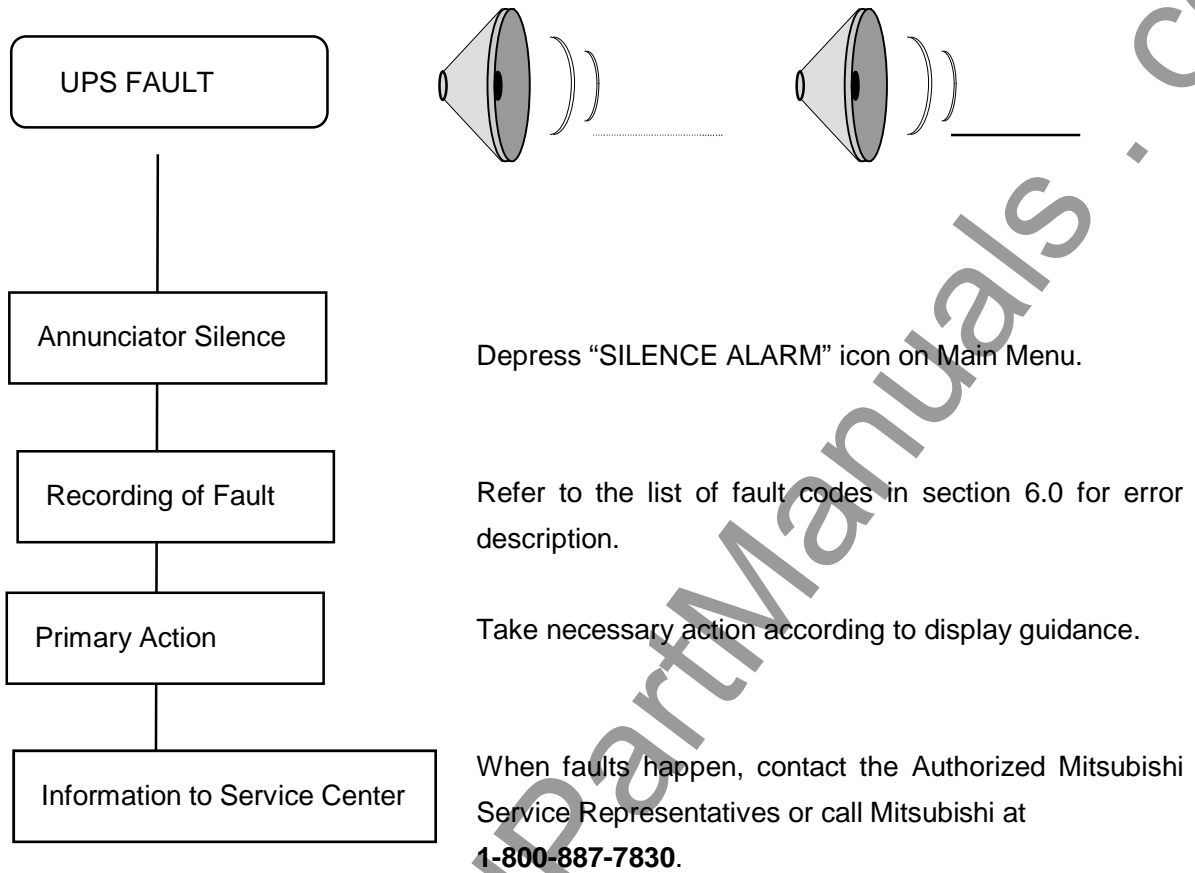 UPS FAULT
Annunciator Silence
Depress “SILENCE ALARM” icon on Main Menu.
Recording of Fault
Refer to the list of fault codes in section 6.0 for error
description.
Primary Action
Take necessary action according to display guidance.
Information to Service Center
When faults happen, contact the Authorized Mitsubishi
Service Representatives or call Mitsubishi at
1-800-887-7830.
PartManuals . c